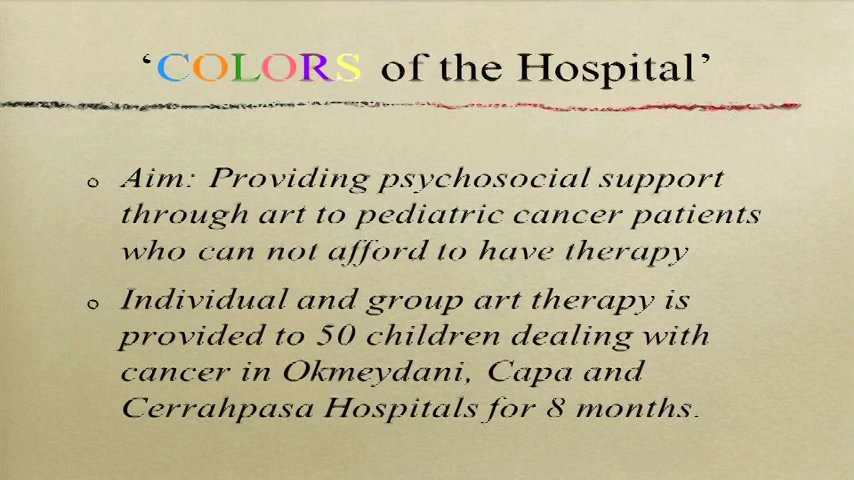 ‘COLORS of the Hospital’
Aim: Providing psychosocial support
through art to pediatric cancer patients
who can not afford to have therapy
Individual and group art therapy is
provided to 50 children dealing with
cancer in Okmeydani, Capa and
Cerrahpasa Hospitals for 8 months.